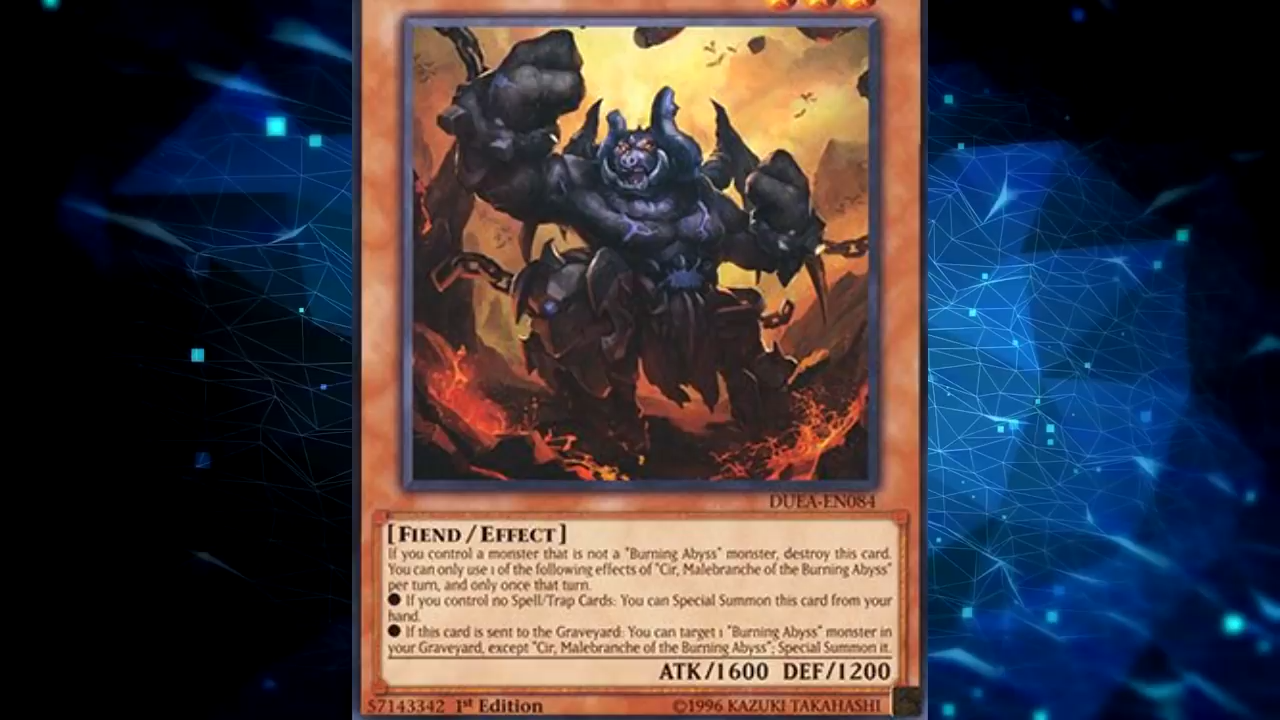 DUEA-EN084
[FIEND/EFFECT]
If you control a monster that is not a "Burning Abyss" monster, destroy this card.
You can only use 1 of the following effects of "Cir, Malebranche of the Burning Abyss"
per turn, and only once that turn.
● If you control no Spell/Trap Cards: You can Special Summon this card from your
hand.
● If this card is sent to the Graveyard: You can target 1 "Burning Abyss" monster in
your Graveyard, except "Cir, Malebranche of the Burning Abyss"; Special Summon it.
ATK/1600 DEF/1200
57143342 1st Edition ©1996 KAZUKI TAKAHASHI